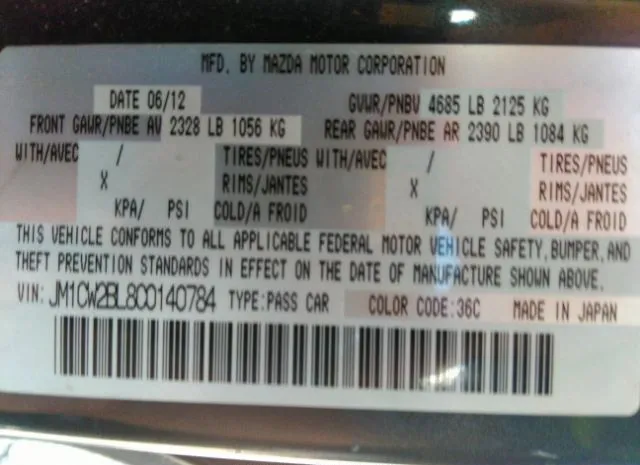 MFD. BY MAZDA MOTOR CORPORATION
DATE 06/12 GVWR/PNBV 4685 LB 2125 KG
FRONT GAWR/PNBE AV 2328 LB 1056 KG REAR GAWR/PNBE AR 2390 LB 1084 KG
WITH/AVEC / TIRES/PNEUS WITH/AVEC / TIRES/PNEUS
X RIMS/JANTES X RIMS/JANTES
KPA/ PSI COLD/A FROID KPA/ PSI COLD/A FROID
THIS VEHICLE CONFORMS TO ALL APPLICABLE FEDERAL MOTOR VEHICLE SAFETY, BUMPER, AND
THEFT PREVENTION STANDARDS IN EFFECT ON THE DATE OF MANUFACTURE SHOWN ABOVE.
VIN: JM1CW2BL8C0140784 TYPE:PASS CAR COLOR CODE:36C MADE IN JAPAN